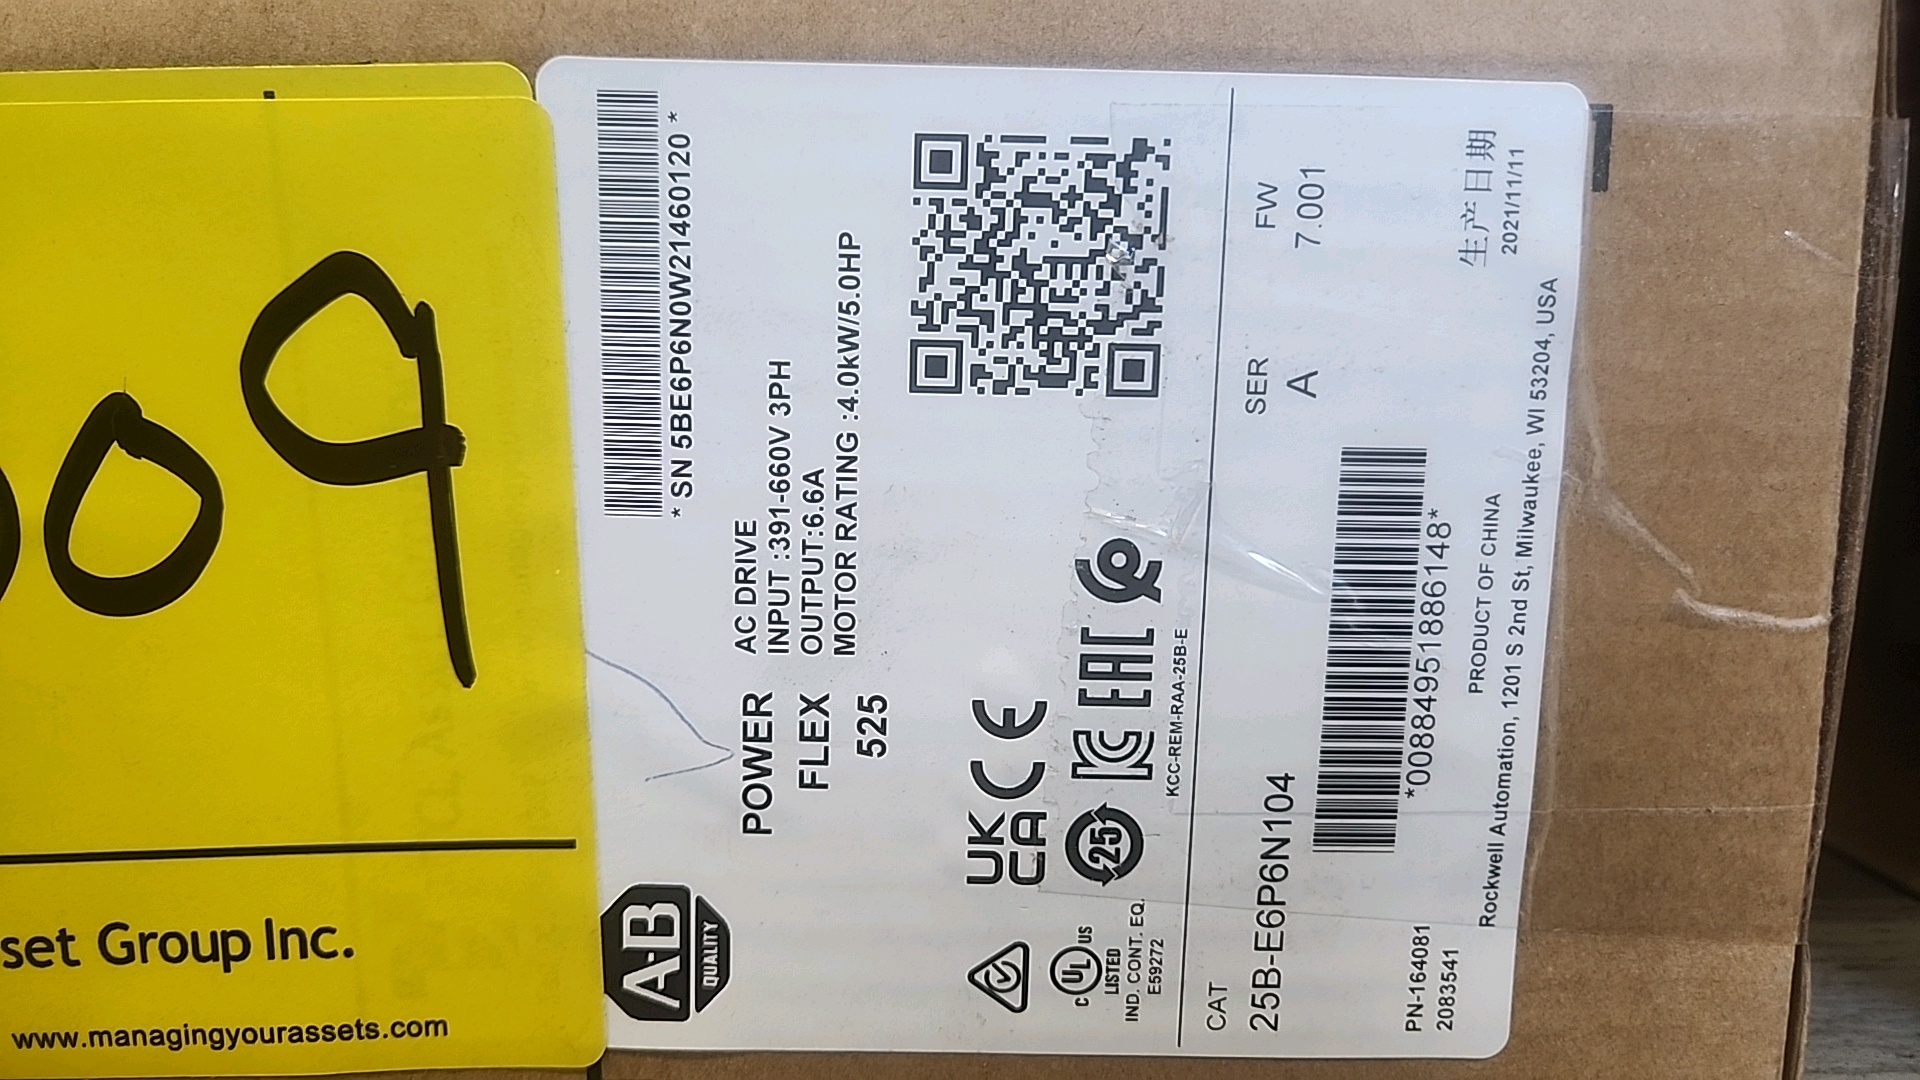 * SN 5BE6P6N0W21460120 *
A-B
QUALITY
POWER
FLEX
525
AC DRIVE
INPUT :391-660V 3PH
OUTPUT:6.6A
MOTOR RATING :4.0kW/5.0HP
UK
CA
CE
C UL US
LISTED
IND. CONT. EQ.
E59272
25
EAC
KCC-REM-RAA-25B-E
CAT
25B-E6P6N104
SER
A
FW
7.001
*00884951886148*
PN-164081
2083541
PRODUCT OF CHINA
生产日期
2021/11/11
Rockwell Automation, 1201 S 2nd St, Milwaukee, WI 53204, USA
set Group Inc.
www.managingyourassets.com